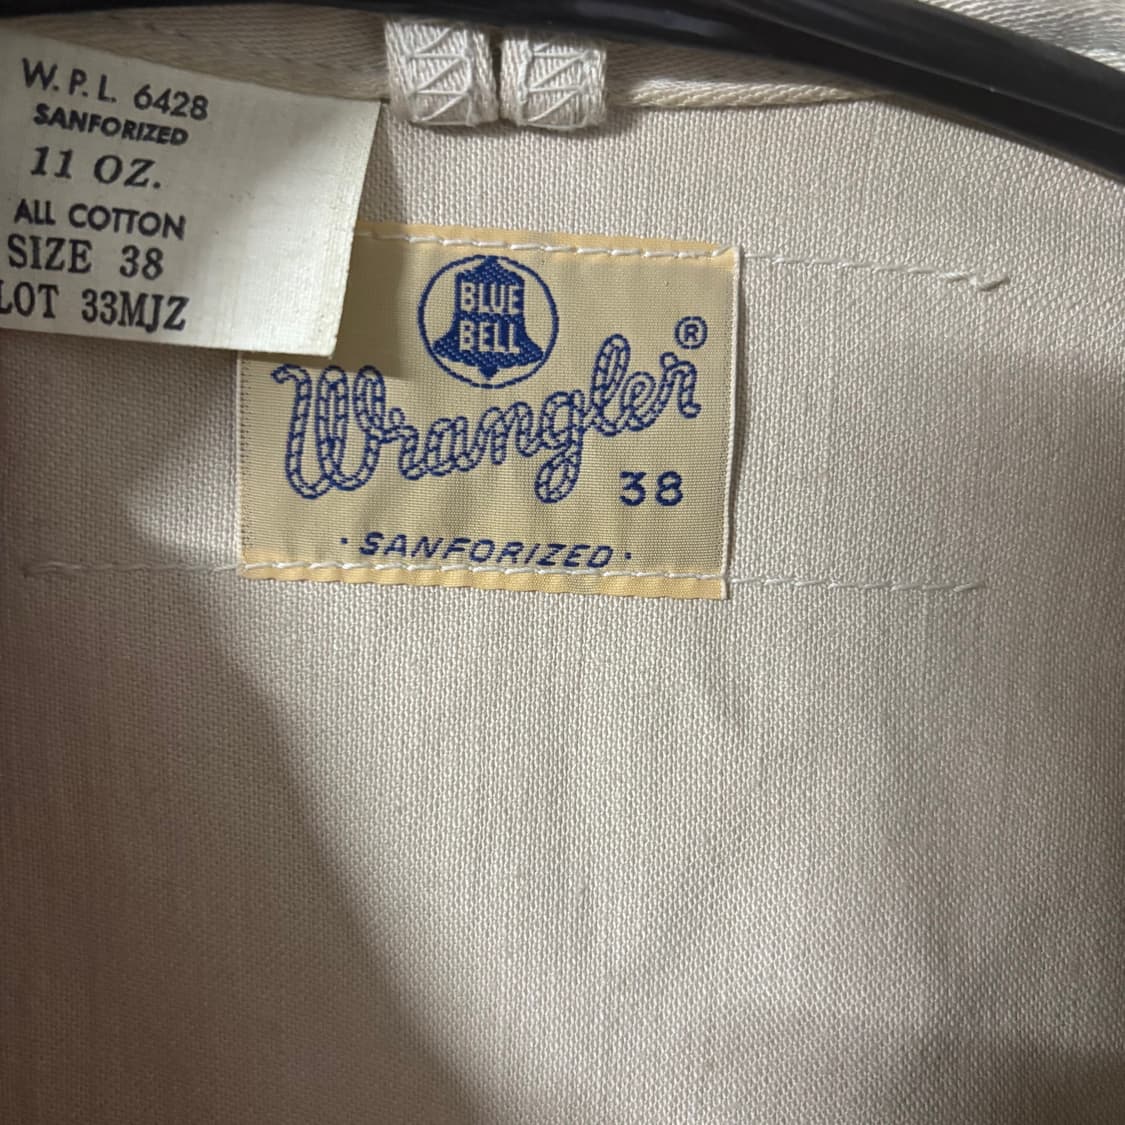 W.P.L. 6428
SANFORIZED
11 OZ.
ALL COTTON
SIZE 38
LOT 33MJZ
BLUE
BELL
®
Wrangler
38
· SANFORIZED ·